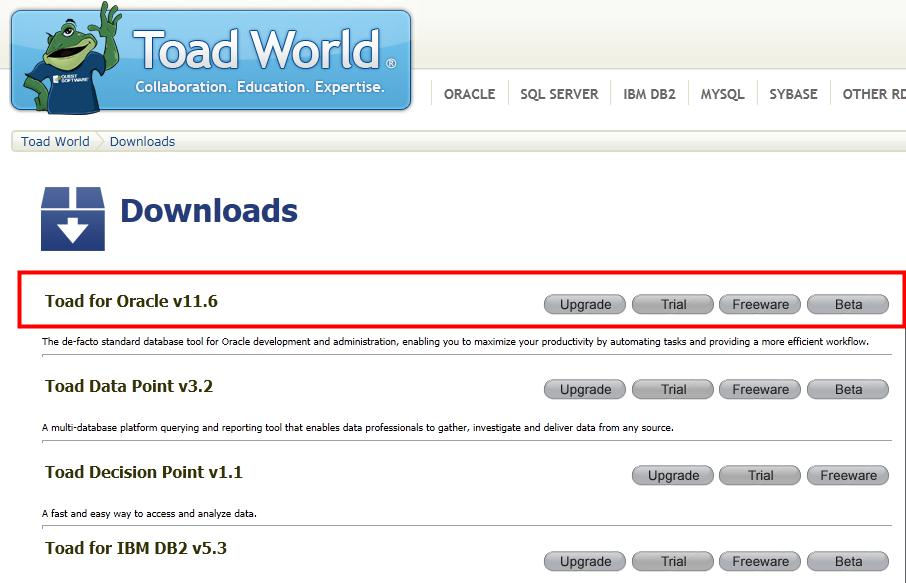 Toad World®
QUEST SOFTWARE
Collaboration. Education. Expertise.
ORACLE SQL SERVER IBM DB2 MYSQL SYBASE OTHER RD
Toad World Downloads
Downloads
Toad for Oracle v11.6 Upgrade Trial Freeware Beta
The de-facto standard database tool for Oracle development and administration, enabling you to maximize your productivity by automating tasks and providing a more efficient workflow.
Toad Data Point v3.2 Upgrade Trial Freeware Beta
A multi-database platform querying and reporting tool that enables data professionals to gather, investigate and deliver data from any source.
Toad Decision Point v1.1 Upgrade Trial Freeware
A fast and easy way to access and analyze data.
Toad for IBM DB2 v5.3 Upgrade Trial Freeware Beta